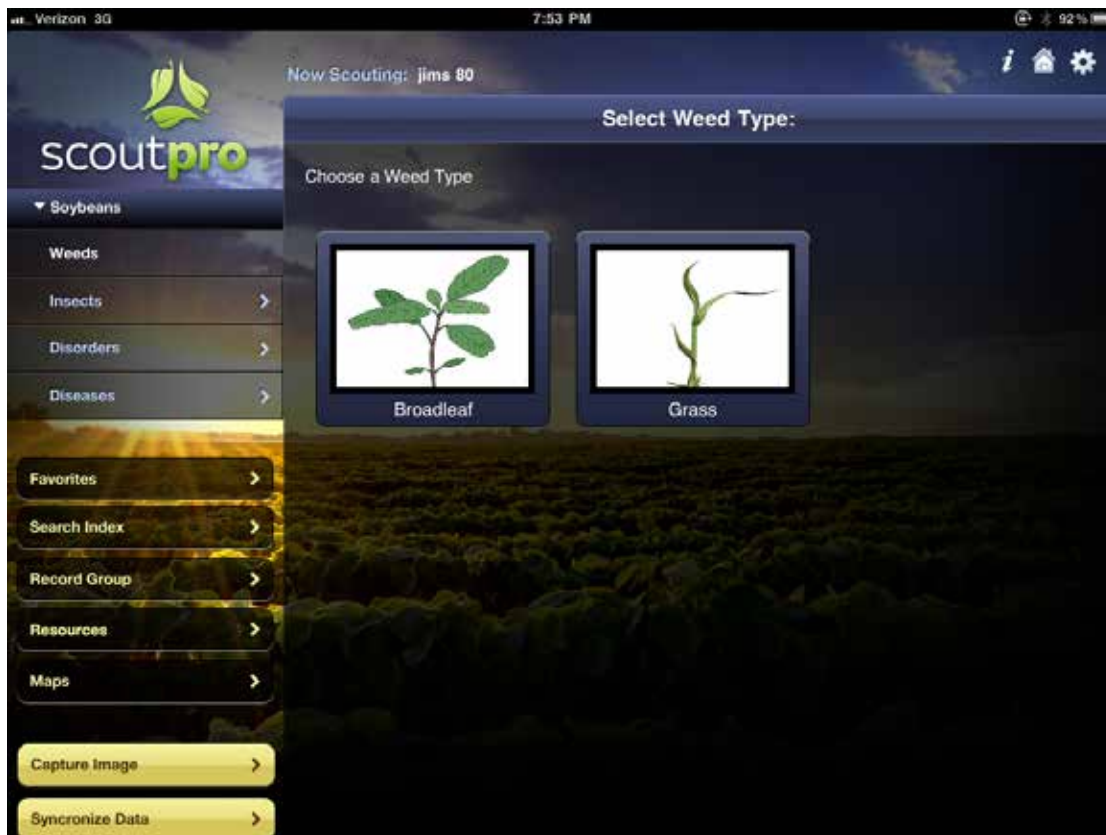 Verizon 3G
7:53 PM
92%
Now Scouting: jims 80
Select Weed Type:
scoutpro
Choose a Weed Type
Soybeans
Weeds
Insects
Disorders
Diseases
Broadleaf
Grass
Favorites
Search Index
Record Group
Resources
Maps
Capture Image
Syncronize Data